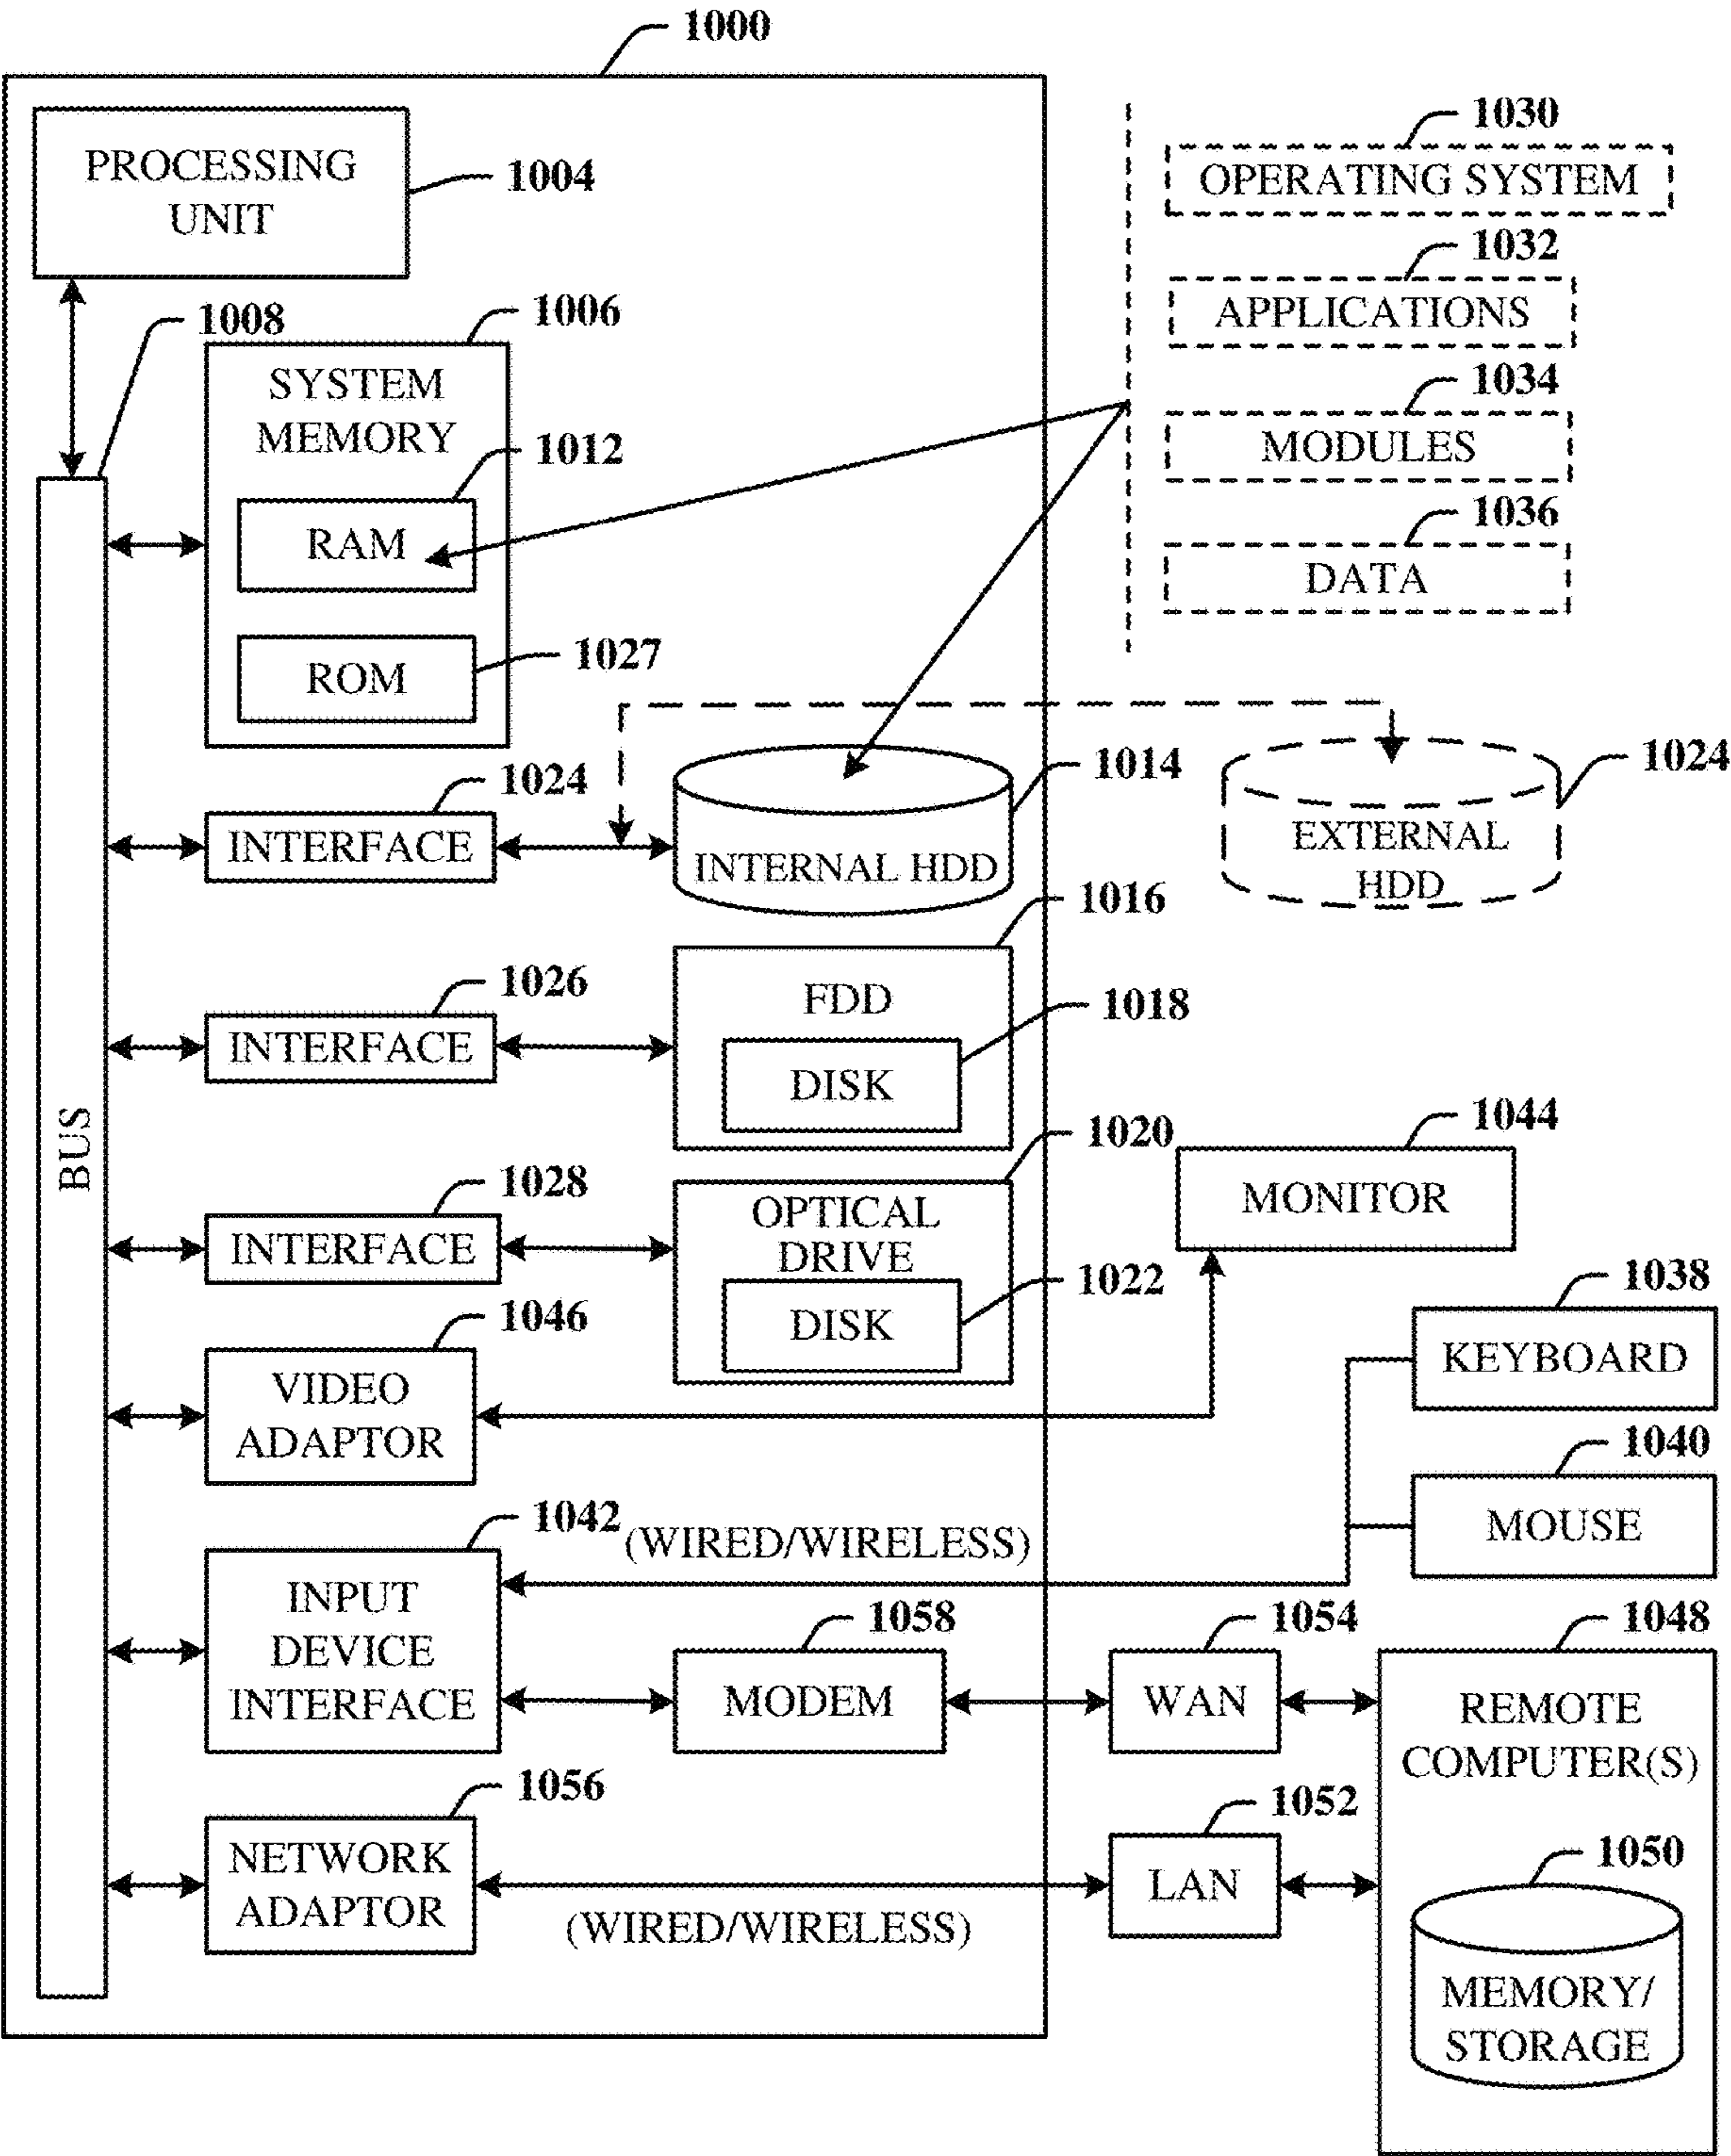 1000
PROCESSING
UNIT
1004
1030
OPERATING SYSTEM
1032
APPLICATIONS
1034
MODULES
1036
DATA
1008
1006
SYSTEM
MEMORY
1012
RAM
1027
ROM
1024
INTERFACE
1014
INTERNAL HDD
1024
EXTERNAL
HDD
1016
FDD
1018
DISK
1026
INTERFACE
BUS
1028
INTERFACE
1020
OPTICAL
DRIVE
1022
DISK
1044
MONITOR
1046
VIDEO
ADAPTOR
1038
KEYBOARD
1040
MOUSE
1042
(WIRED/WIRELESS)
INPUT
DEVICE
INTERFACE
1058
MODEM
1054
WAN
1048
REMOTE
COMPUTER(S)
1056
NETWORK
ADAPTOR
(WIRED/WIRELESS)
1052
LAN
1050
MEMORY/
STORAGE